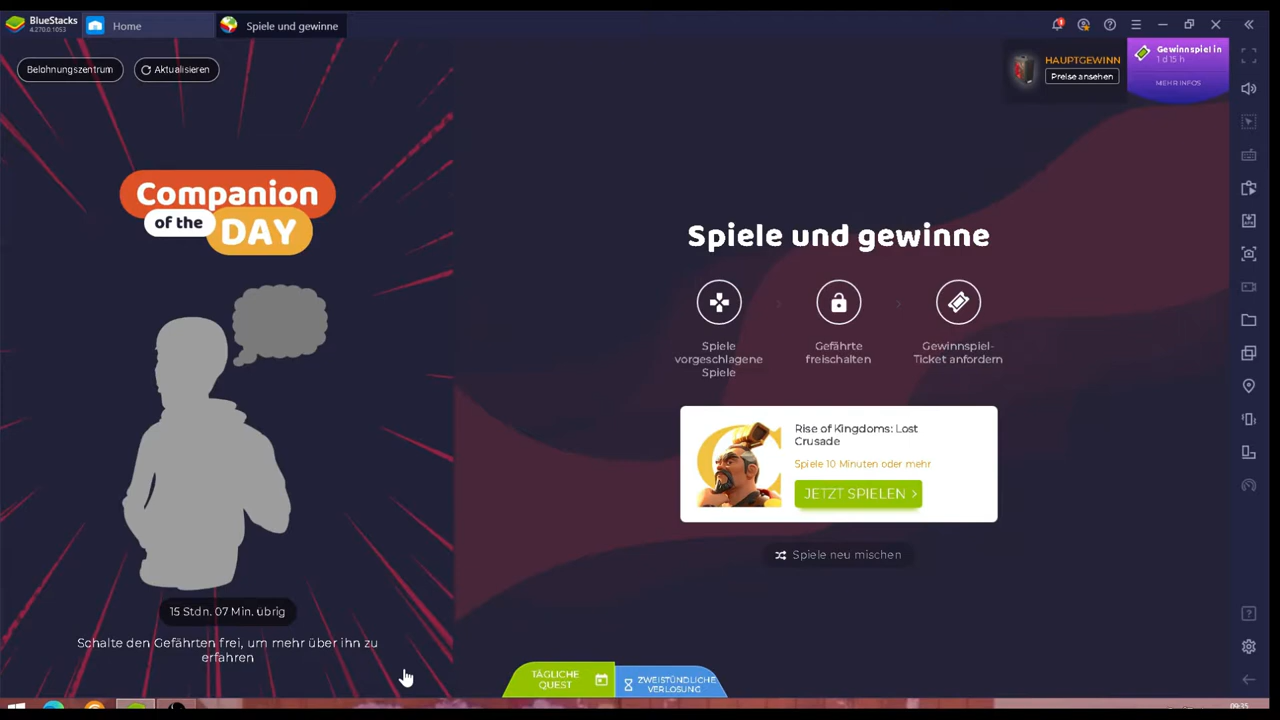 BlueStacks
4.270.0.1053
Home
Spiele und gewinne
Belohnungszentrum
Aktualisieren
HAUPTGEWINN
Preise ansehen
Gewinnspiel in
1 d 15 h
MEHR INFOS
Companion
of the
DAY
Spiele und gewinne
Spiele
vorgeschlagene
Spiele
Gefährte
freischalten
Gewinnspiel-
Ticket anfordern
Rise of Kingdoms: Lost
Crusade
Spiele 10 Minuten oder mehr
JETZT SPIELEN
Spiele neu mischen
15 Stdn. 07 Min. übrig
Schalte den Gefährten frei, um mehr über ihn zu
erfahren
TÄGLICHE
QUEST
ZWEISTÜNDLICHE
VERLOSUNG
09:35